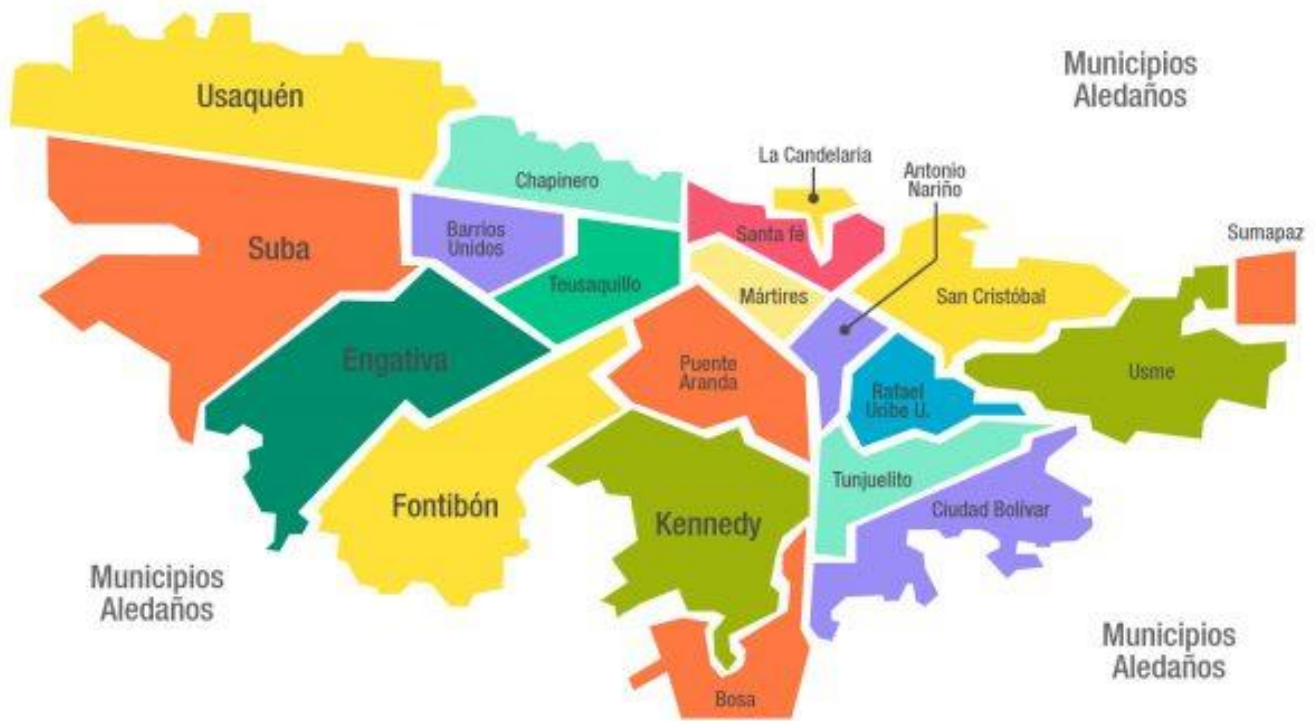 Municipios
Aledaños
Usaquén
La Candelaria
Antonio
Nariño
Chapinero
Barrios
Unidos
Santa fé
Sumapaz
Suba
Teusaquillo
Mártires
San Cristóbal
Engativa
Puente
Aranda
Usme
Rafael
Uribe U.
Tunjuelito
Fontibón
Ciudad Bolívar
Kennedy
Municipios
Aledaños
Municipios
Aledaños
Bosa